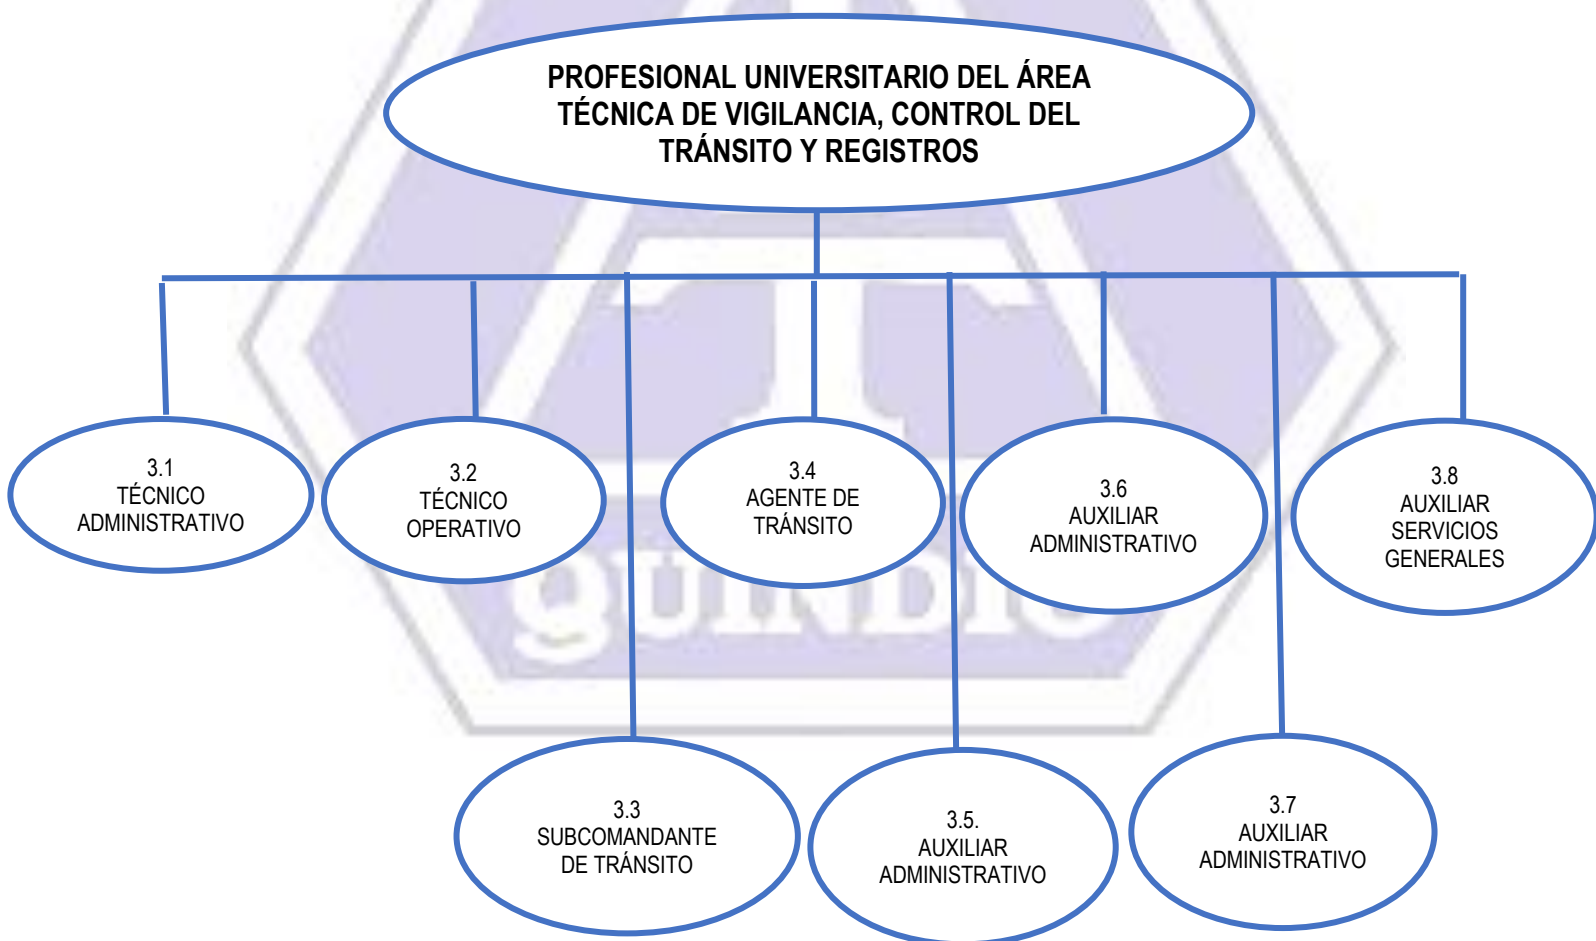 PROFESIONAL UNIVERSITARIO DEL ÁREA
TÉCNICA DE VIGILANCIA, CONTROL DEL
TRÁNSITO Y REGISTROS
3.1
TÉCNICO
ADMINISTRATIVO
3.2
TÉCNICO
OPERATIVO
3.4
AGENTE DE
TRÁNSITO
3.6
AUXILIAR
ADMINISTRATIVO
3.8
AUXILIAR
SERVICIOS
GENERALES
QUINDIO
3.3
SUBCOMANDANTE
DE TRÁNSITO
3.5.
AUXILIAR
ADMINISTRATIVO
3.7
AUXILIAR
ADMINISTRATIVO